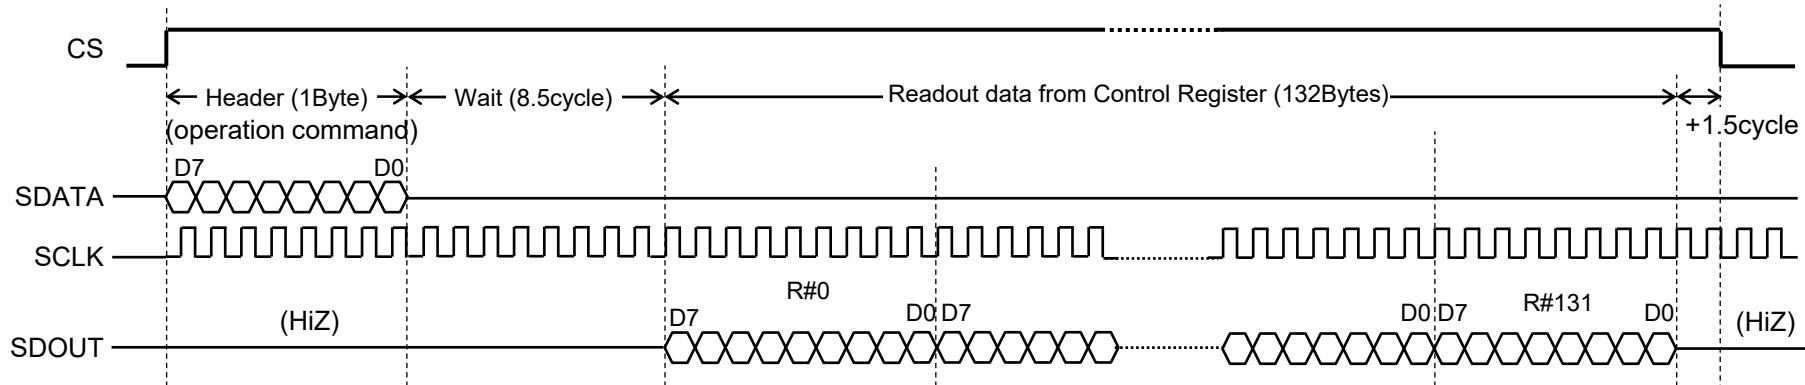 CS
Header (1Byte)
(operation command)
Wait (8.5cycle)
Readout data from Control Register (132Bytes)
+1.5cycle
D7 D0
SDATA
SCLK
R#0
R#131
(HiZ)
D7 D0 D7 D0 D7 D0
(HiZ)
SDOUT